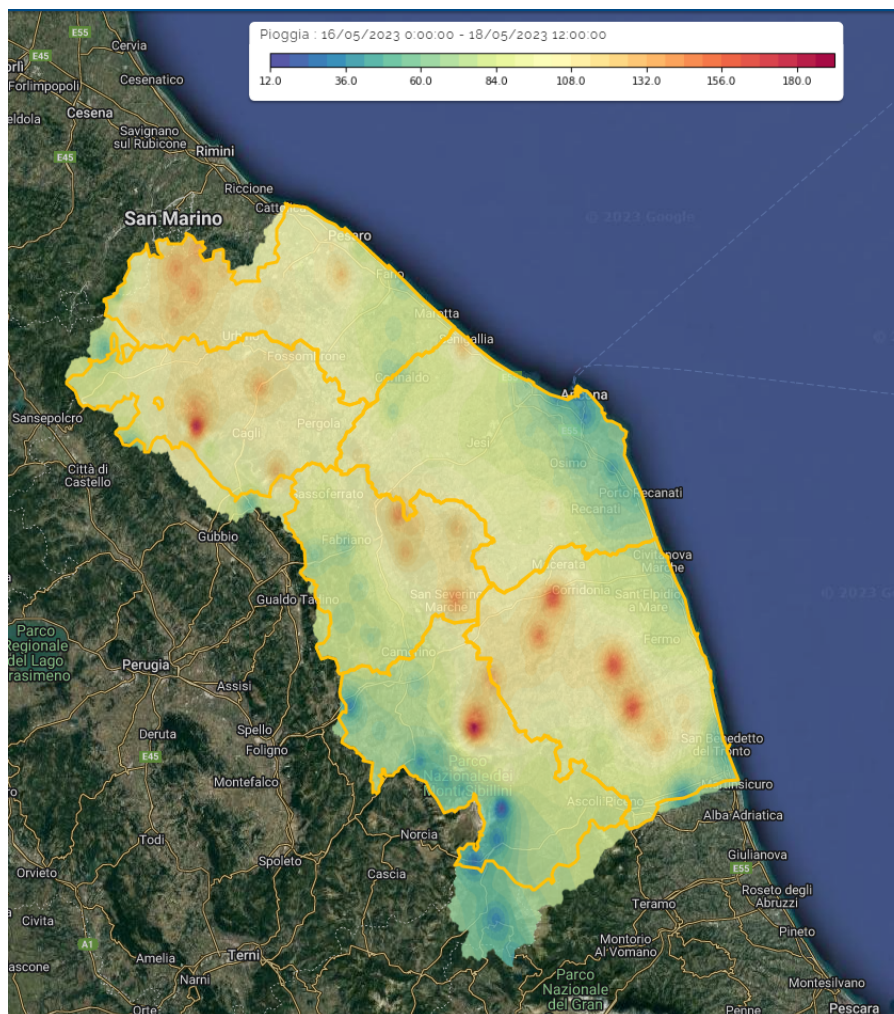 Pioggia : 16/05/2023 0:00:00 - 18/05/2023 12:00:00
12.0 36.0 60.0 84.0 108.0 132.0 156.0 180.0
E55
Cervia
E45
Forlimpopoli
Cesenatico
Cesena
Savignano
sul Rubicone
E45
Rimini
Riccione
San Marino
© 2023 Google
Pesaro
Fano
Marotta
Senigallia
Fossombrone
Corinaldo
Sansepolcro
Pergola
Cagli
Jesi
Città di
Castello
Osimo
Sassoferrato
Porto Recanati
Recanati
Gubbio
Fabriano
Macerata
Civitanova
Marche
Corridonia
Sant'Elpidio
a Mare
Gualdo Tadino
San Severino
Marche
© 2023
Parco
Regionale
del Lago
Fermo
Camerino
Perugia
Assisi
Deruta
Spello
Foligno
San Benedetto
del Tronto
E45
Parco
Nazionale dei
Monti Sibillini
Montefalco
Ascoli Piceno
Martinsicuro
Alba Adriatica
Todi
Norcia
Giulianova
Spoleto
Cascia
E55
Orvieto
Roseto degli
Abruzzi
Teramo
Civita
Pineto
A1
Amelia
Terni
Montorio
Al Vomano
Narni
Parco
Nazionale
del Gran
Montesilvano
Orte
Penne
Pescara